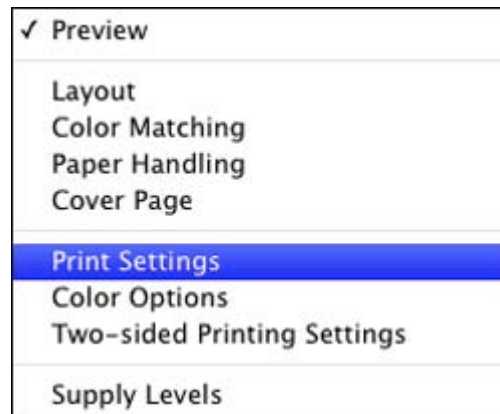 ✓ Preview
Layout
Color Matching
Paper Handling
Cover Page
Print Settings
Color Options
Two-sided Printing Settings
Supply Levels